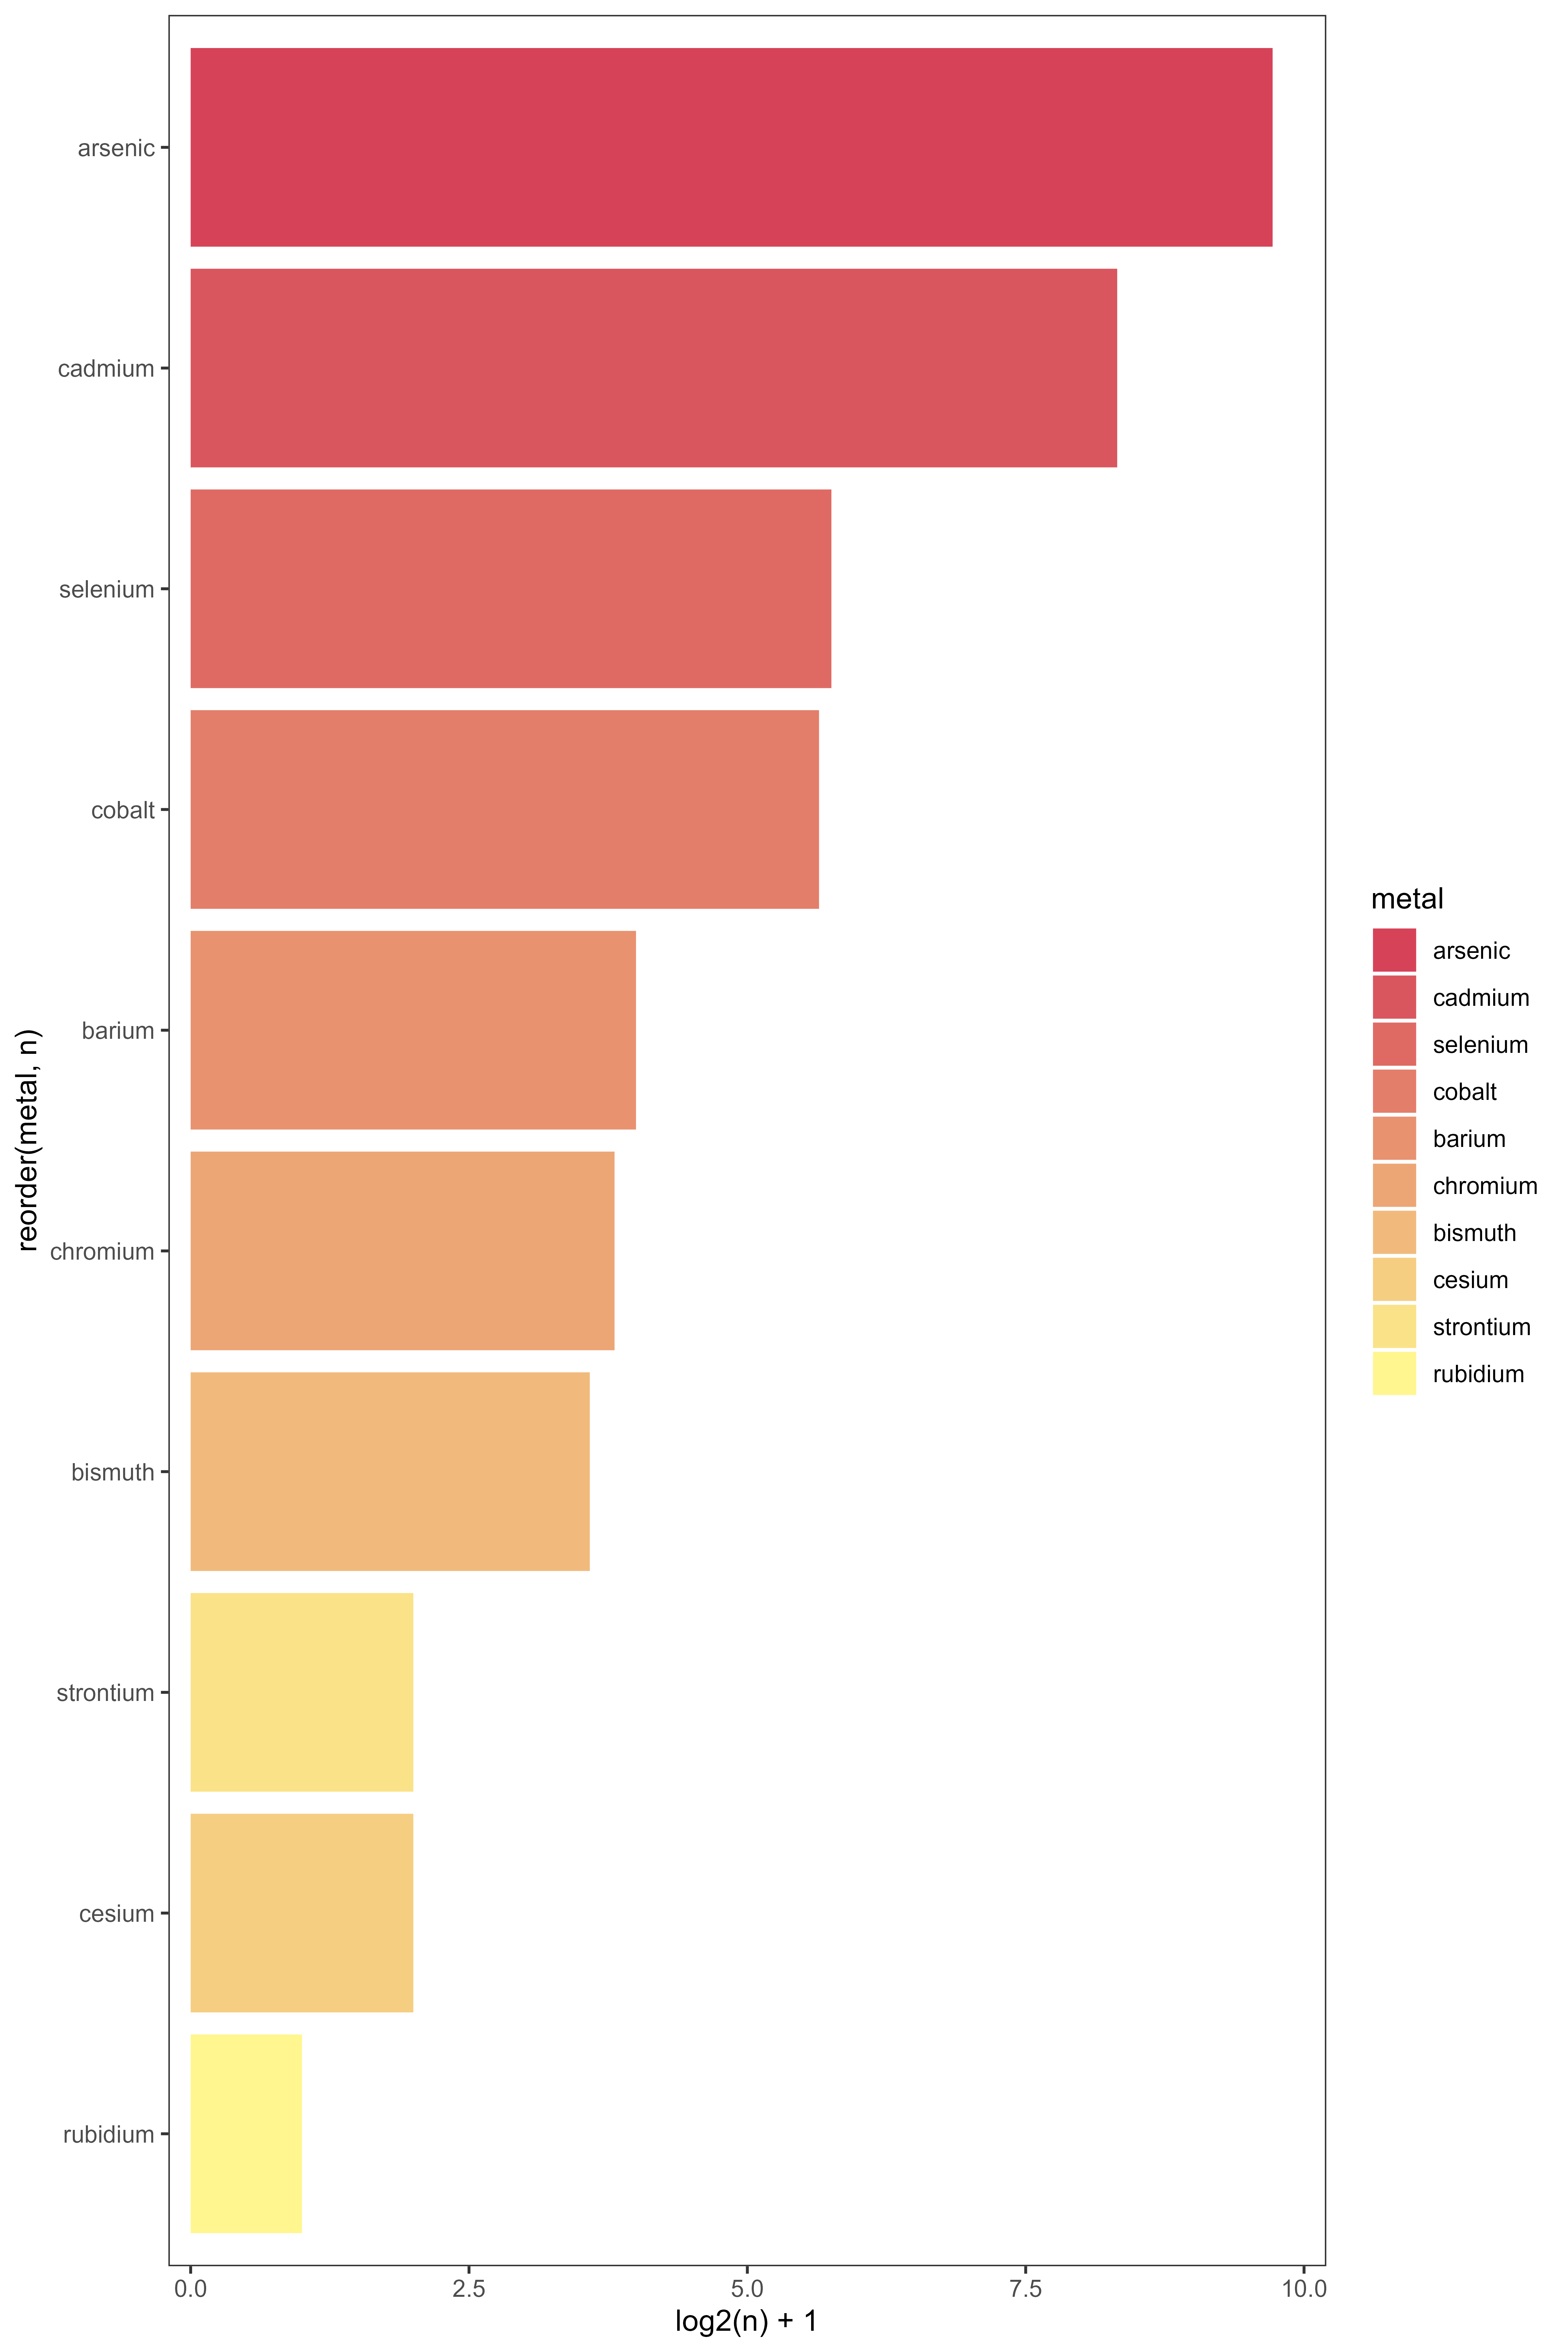 reorder(metal, n)
arsenic
cadmium
selenium
cobalt
barium
chromium
bismuth
strontium
cesium
rubidium
0.0 2.5 5.0 7.5 10.0
log2(n) + 1
metal
arsenic
cadmium
selenium
cobalt
barium
chromium
bismuth
cesium
strontium
rubidium